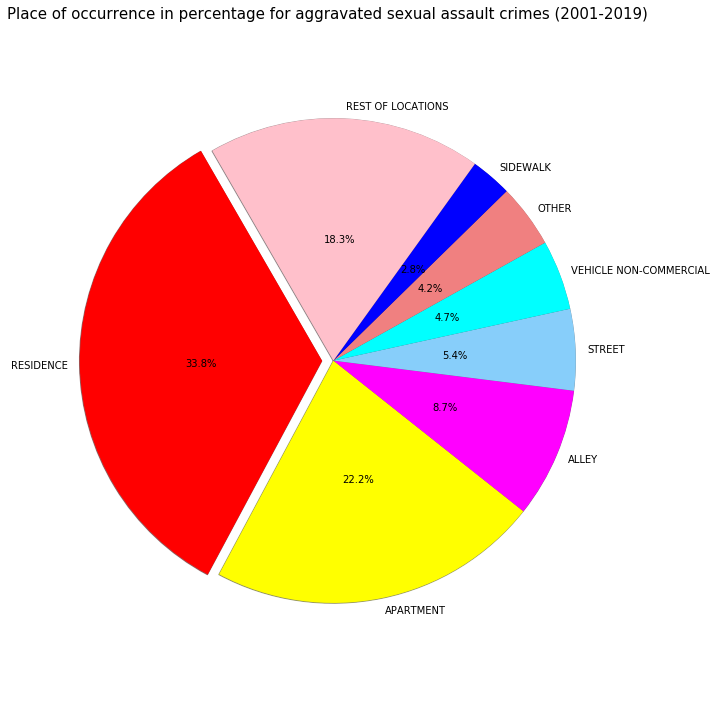 Place of occurrence in percentage for aggravated sexual assault crimes (2001-2019)
REST OF LOCATIONS
SIDEWALK
OTHER
18.3%
2.8%
VEHICLE NON-COMMERCIAL
4.2%
4.7%
STREET
5.4%
RESIDENCE
33.8%
8.7%
ALLEY
22.2%
APARTMENT